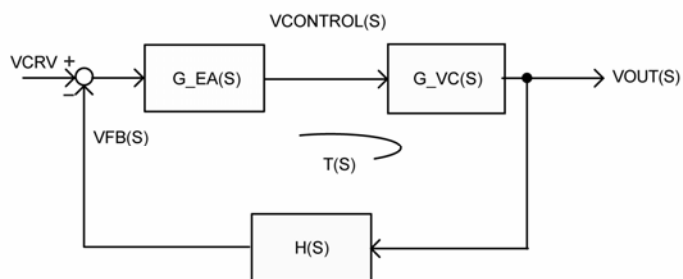 VCONTROL(S)
VCRV +
G_EA(S)
G_VC(S)
VOUT(S)
−
VFB(S)
T(S)
H(S)